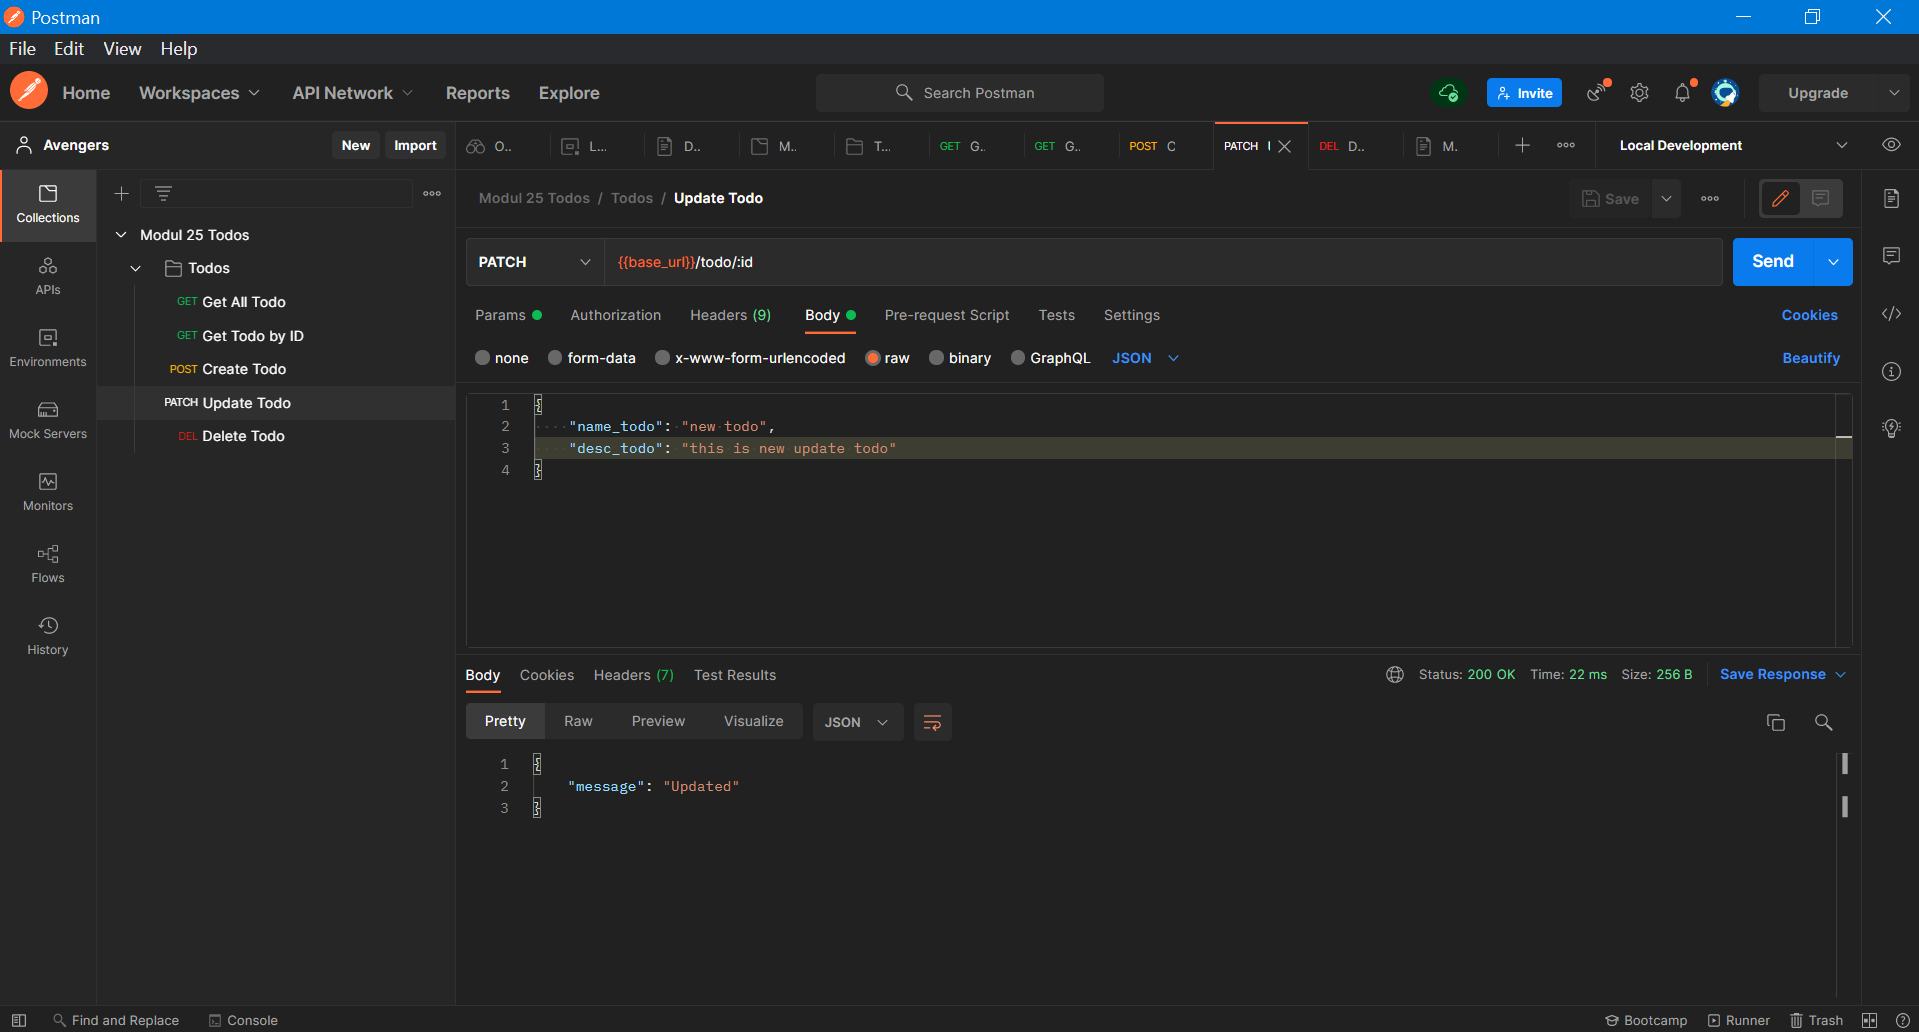 Postman
File Edit View Help
Home Workspaces API Network Reports Explore Search Postman Invite Upgrade
Avengers New Import
O.. L... D.. M.. T... GET G.. GET G.. POST C PATCH DEL D.. M. Local Development
Collections
APIs
Environments
Mock Servers
Monitors
Flows
History
Modul 25 Todos
Todos
GET Get All Todo
GET Get Todo by ID
POST Create Todo
PATCH Update Todo
DEL Delete Todo
Modul 25 Todos / Todos / Update Todo Save
PATCH {{base_url}}/todo/:id Send
Params Authorization Headers (9) Body Pre-request Script Tests Settings Cookies
none form-data x-www-form-urlencoded raw binary GraphQL JSON Beautify
1 {
2 "name_todo": "new todo",
3 "desc_todo": "this is new update todo"
4 }
Body Cookies Headers (7) Test Results Status: 200 OK Time: 22 ms Size: 256 B Save Response
Pretty Raw Preview Visualize JSON
1 {
2 "message": "Updated"
3 }
Find and Replace Console Bootcamp Runner Trash